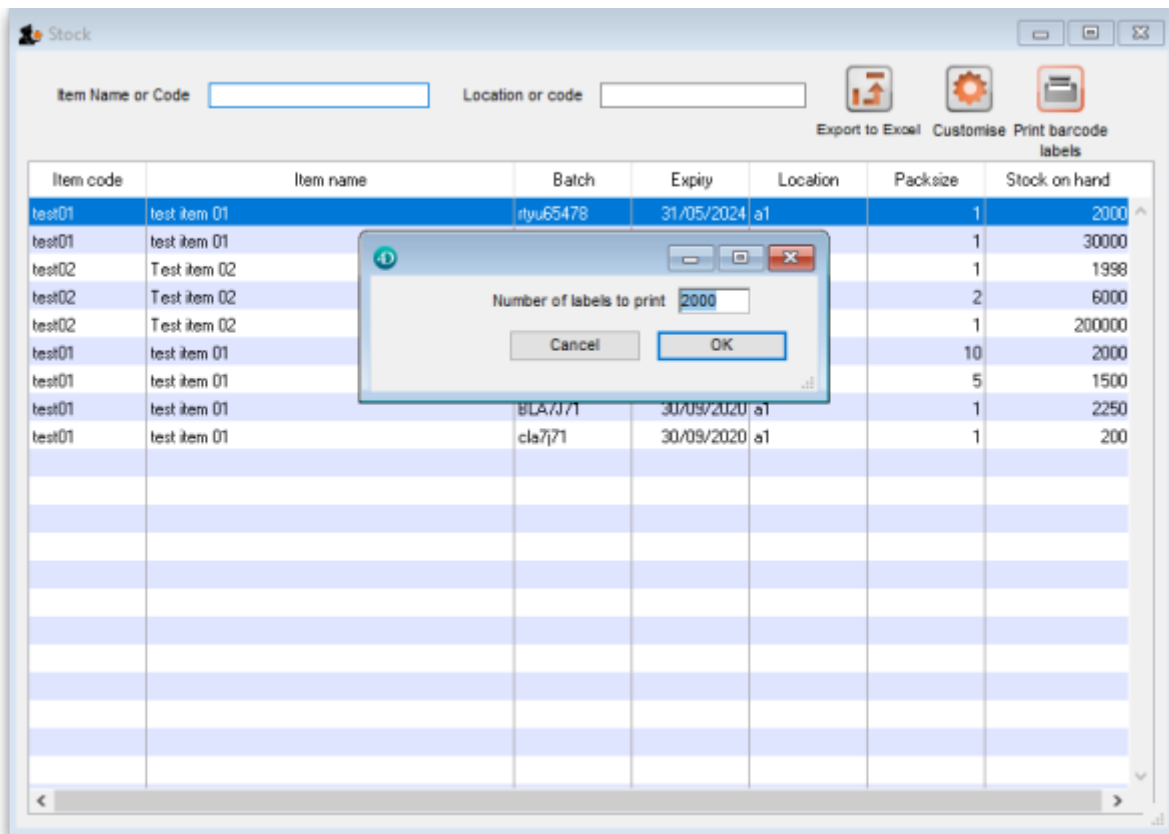 Stock
Item Name or Code Location or code
Export to Excel Customise Print barcode labels
Item code Item name Batch Expiry Location Packsize Stock on hand
test01 test item 01 rtyu65478 31/05/2024 a1 1 2000
test01 test item 01 1 30000
test02 Test item 02 1 1998
test02 Test item 02 2 6000
test02 Test item 02 1 200000
test01 test item 01 10 2000
test01 test item 01 5 1500
test01 test item 01 BLA7J71 30/09/2020 a1 1 2250
test01 test item 01 cla7j71 30/09/2020 a1 1 200
4D
Number of labels to print 2000
Cancel OK